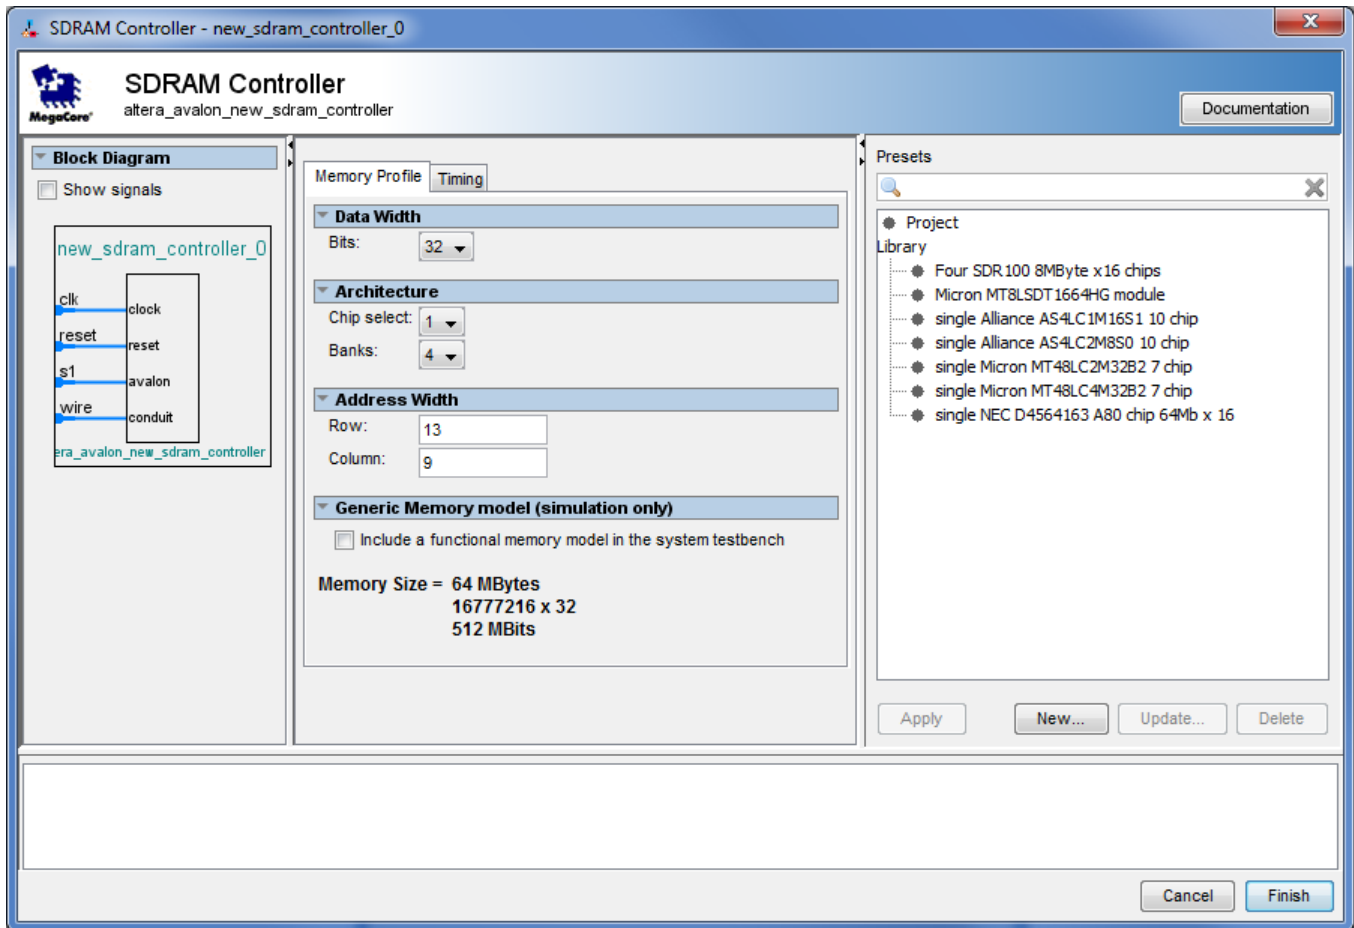 SDRAM Controller - new_sdram_controller_0
SDRAM Controller
altera_avalon_new_sdram_controller
MegaCore®
Documentation
Block Diagram
Show signals
new_sdram_controller_0
clk
clock
reset
reset
s1
avalon
wire
conduit
era_avalon_new_sdram_controller
Memory Profile
Timing
Data Width
Bits: 32
Architecture
Chip select: 1
Banks: 4
Address Width
Row: 13
Column: 9
Generic Memory model (simulation only)
Include a functional memory model in the system testbench
Memory Size = 64 MBytes
16777216 x 32
512 MBits
Presets
Project
Library
Four SDR100 8MByte x16 chips
Micron MT8LSDT1664HG module
single Alliance AS4LC1M16S1 10 chip
single Alliance AS4LC2M8S0 10 chip
single Micron MT48LC2M32B2 7 chip
single Micron MT48LC4M32B2 7 chip
single NEC D4564163 A80 chip 64Mb x 16
Apply
New...
Update...
Delete
Cancel
Finish